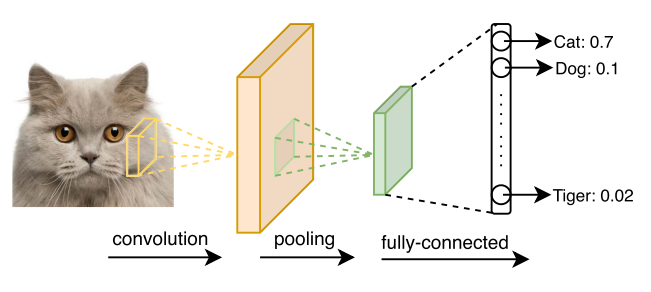 Cat: 0.7
Dog: 0.1
Tiger: 0.02
convolution
pooling
fully-connected